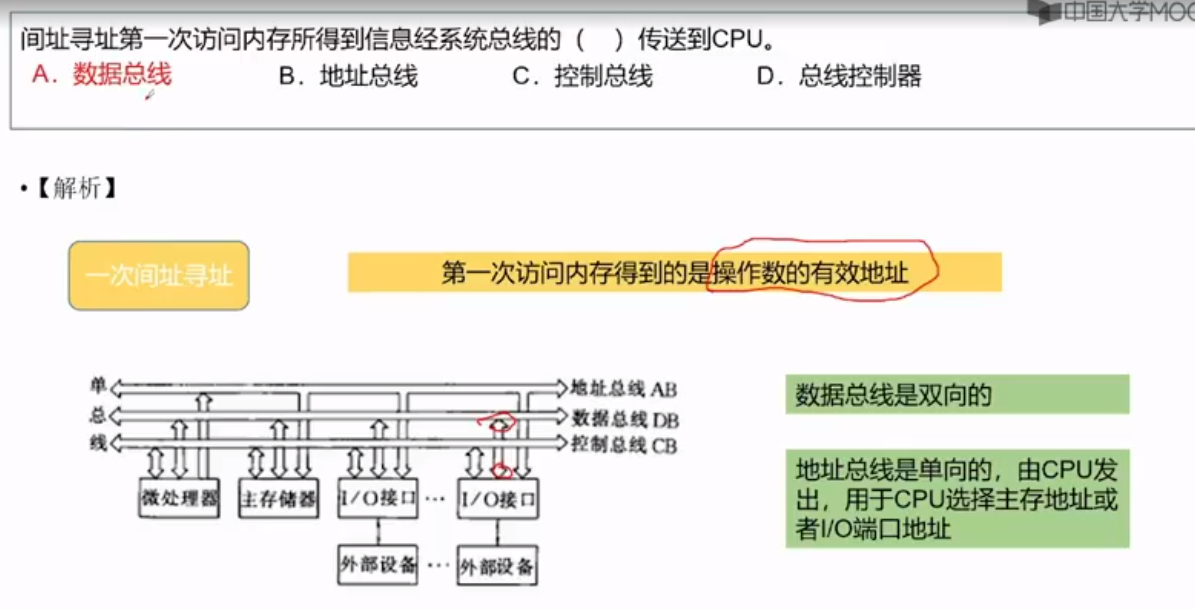 中国大学MOO
间址寻址第一次访问内存所得到信息经系统总线的（ ）传送到CPU。
A. 数据总线 B. 地址总线 C. 控制总线 D. 总线控制器
•【解析】
一次间址寻址
第一次访问内存得到的是操作数的有效地址
单
总
线
地址总线 AB
数据总线 DB
控制总线 CB
微处理器 主存储器 I/O接口 … I/O接口
外部设备 … 外部设备
数据总线是双向的
地址总线是单向的，由CPU发
出，用于CPU选择主存地址或
者I/O端口地址